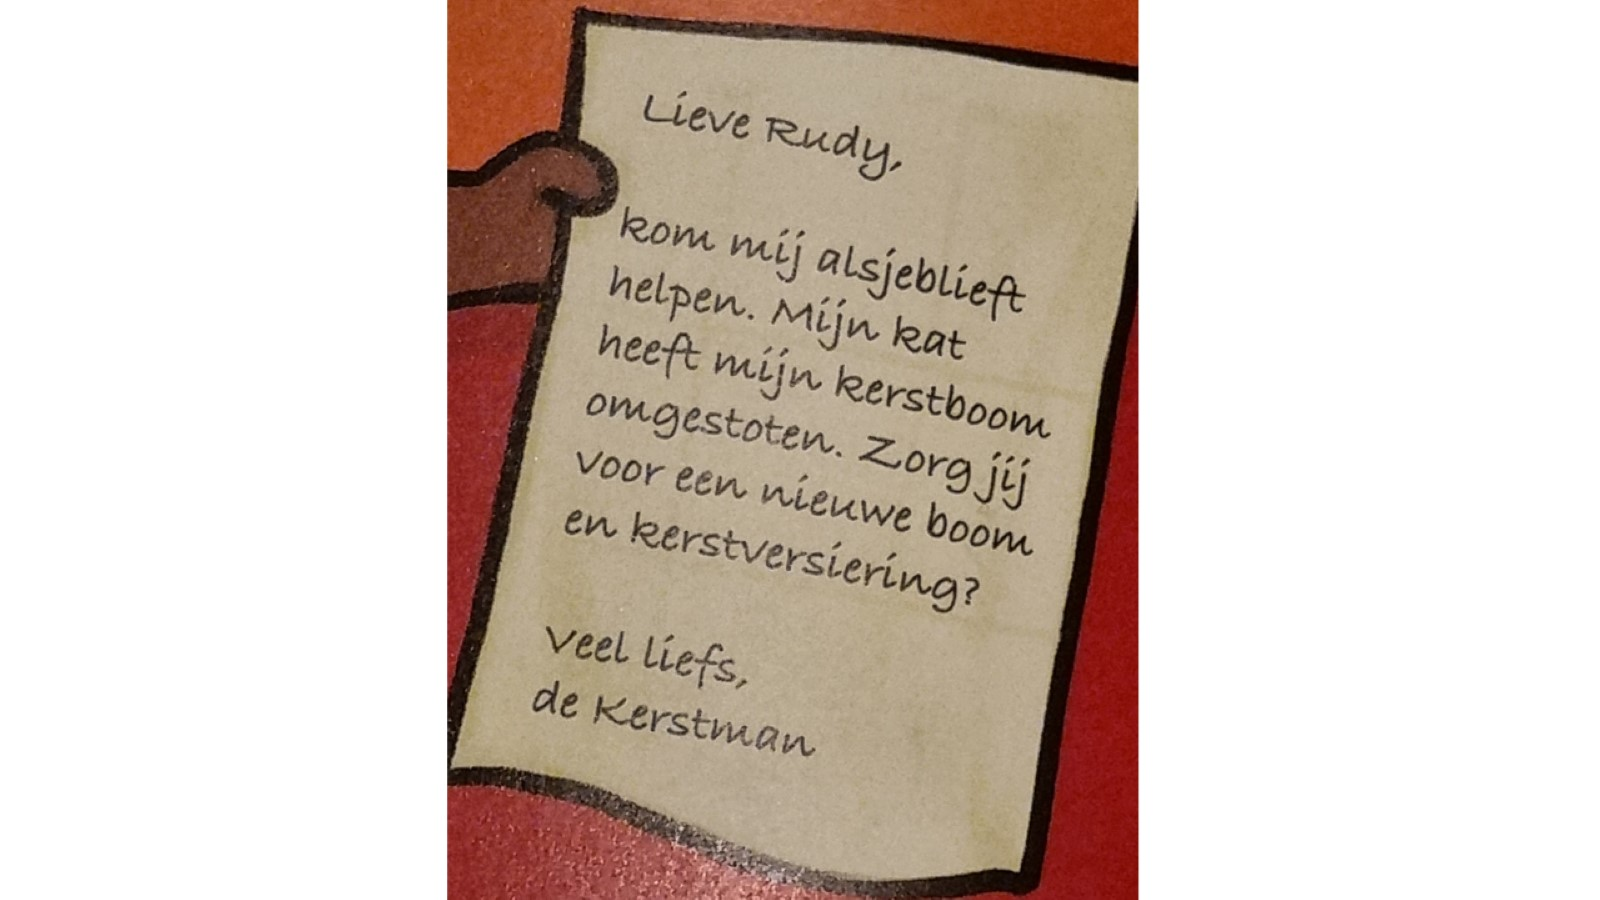 Lieve Rudy,
kom mij alsjeblieft
helpen. Mijn kat
heeft mijn kerstboom
omgestoten. Zorg jij
voor een nieuwe boom
en kerstversiering?
Veel liefs,
de Kerstman